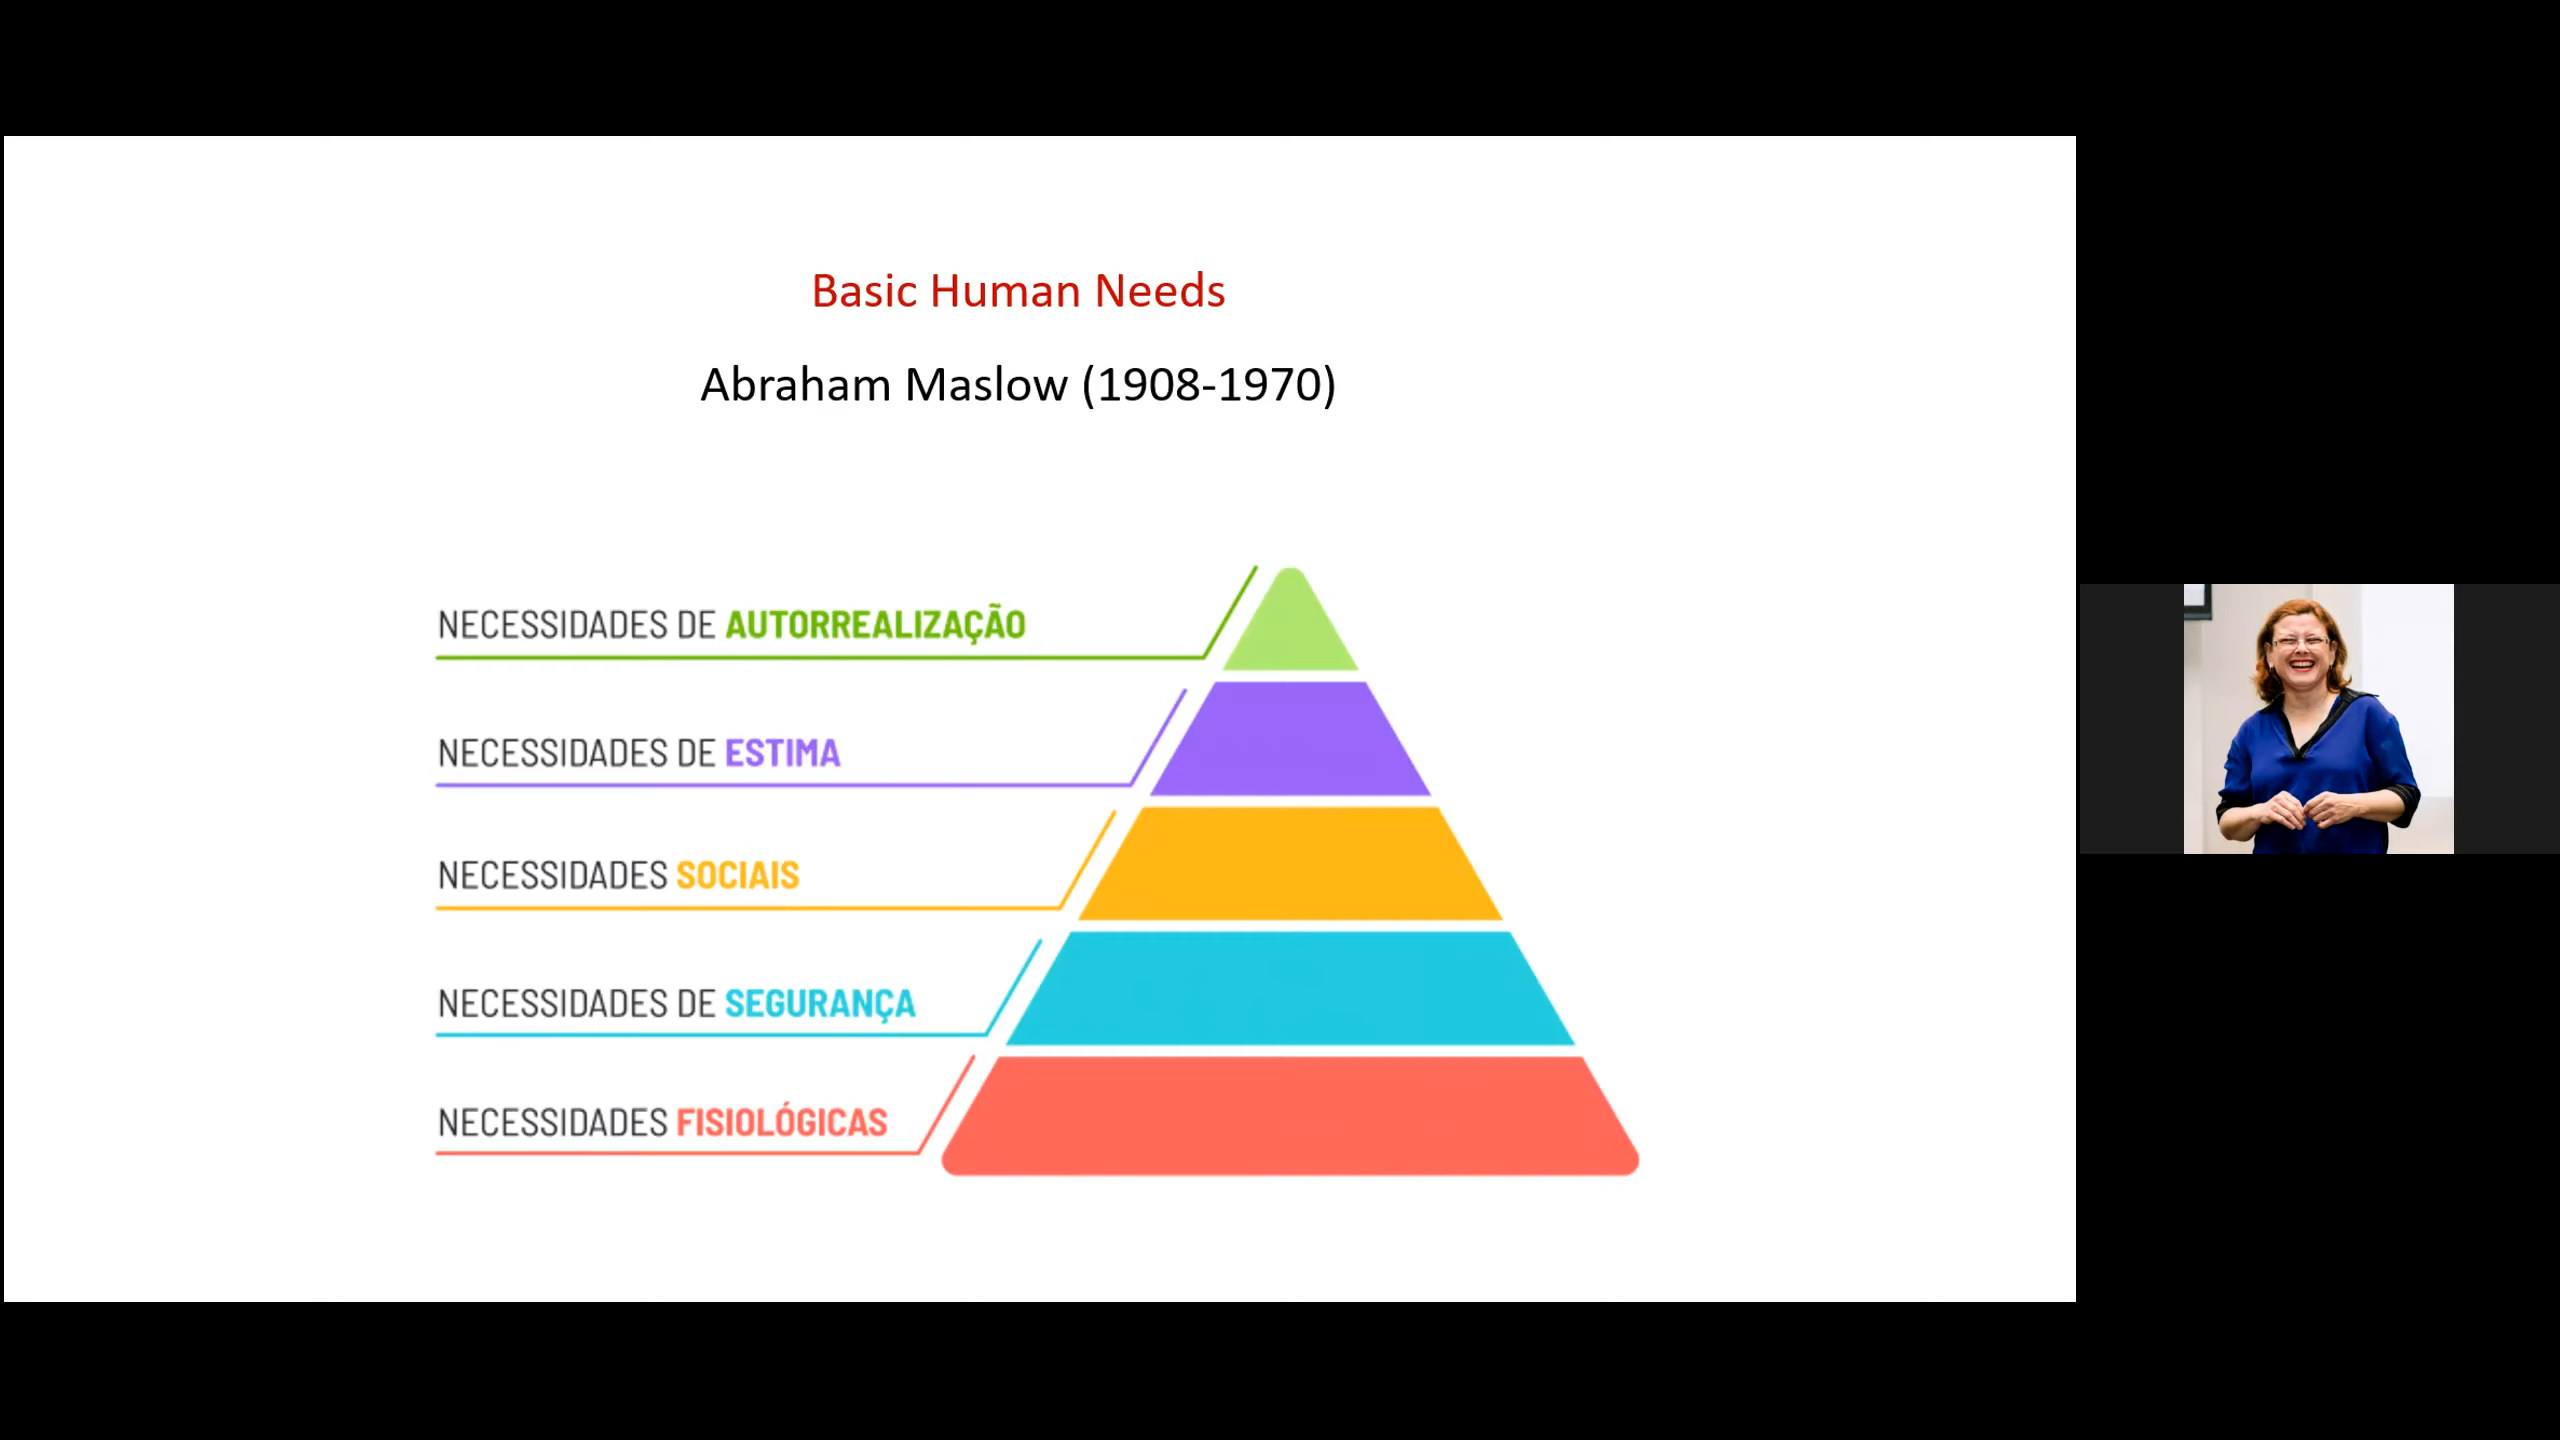 Basic Human Needs
Abraham Maslow (1908-1970)
NECESSIDADES DE AUTORREALIZAÇÃO
NECESSIDADES DE ESTIMA
NECESSIDADES SOCIAIS
NECESSIDADES DE SEGURANÇA
NECESSIDADES FISIOLÓGICAS